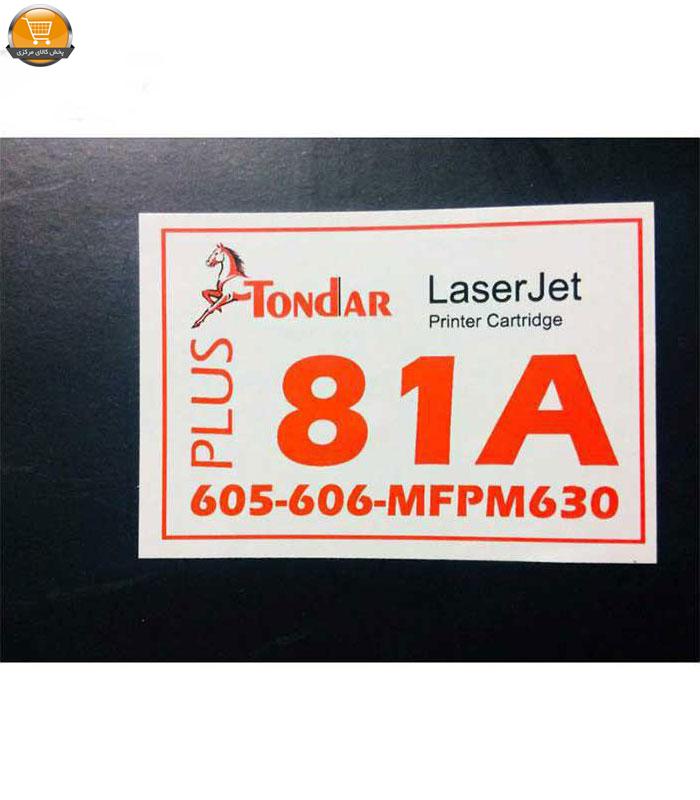 پخش کالای مرکزی
TONDAR
LaserJet
Printer Cartridge
PLUS
81A
605-606-MFPM630